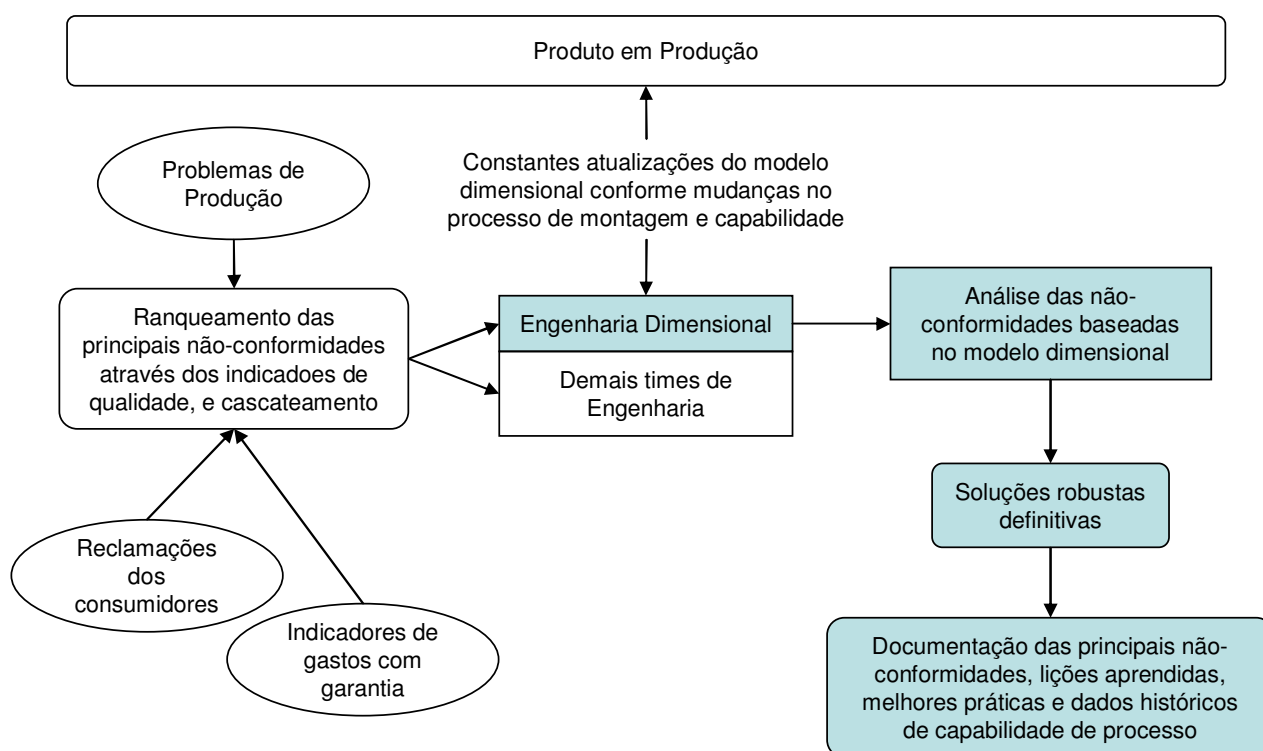 Produto em Produção
Problemas de
Produção
Constantes atualizações do modelo
dimensional conforme mudanças no
processo de montagem e capabilidade
Ranqueamento das
principais não-conformidades
através dos indicadoes de
qualidade, e cascateamento
Engenharia Dimensional
Demais times de
Engenharia
Análise das não-
conformidades baseadas
no modelo dimensional
Soluções robustas
definitivas
Reclamações
dos
consumidores
Indicadores de
gastos com
garantia
Documentação das principais não-
conformidades, lições aprendidas,
melhores práticas e dados históricos
de capabilidade de processo